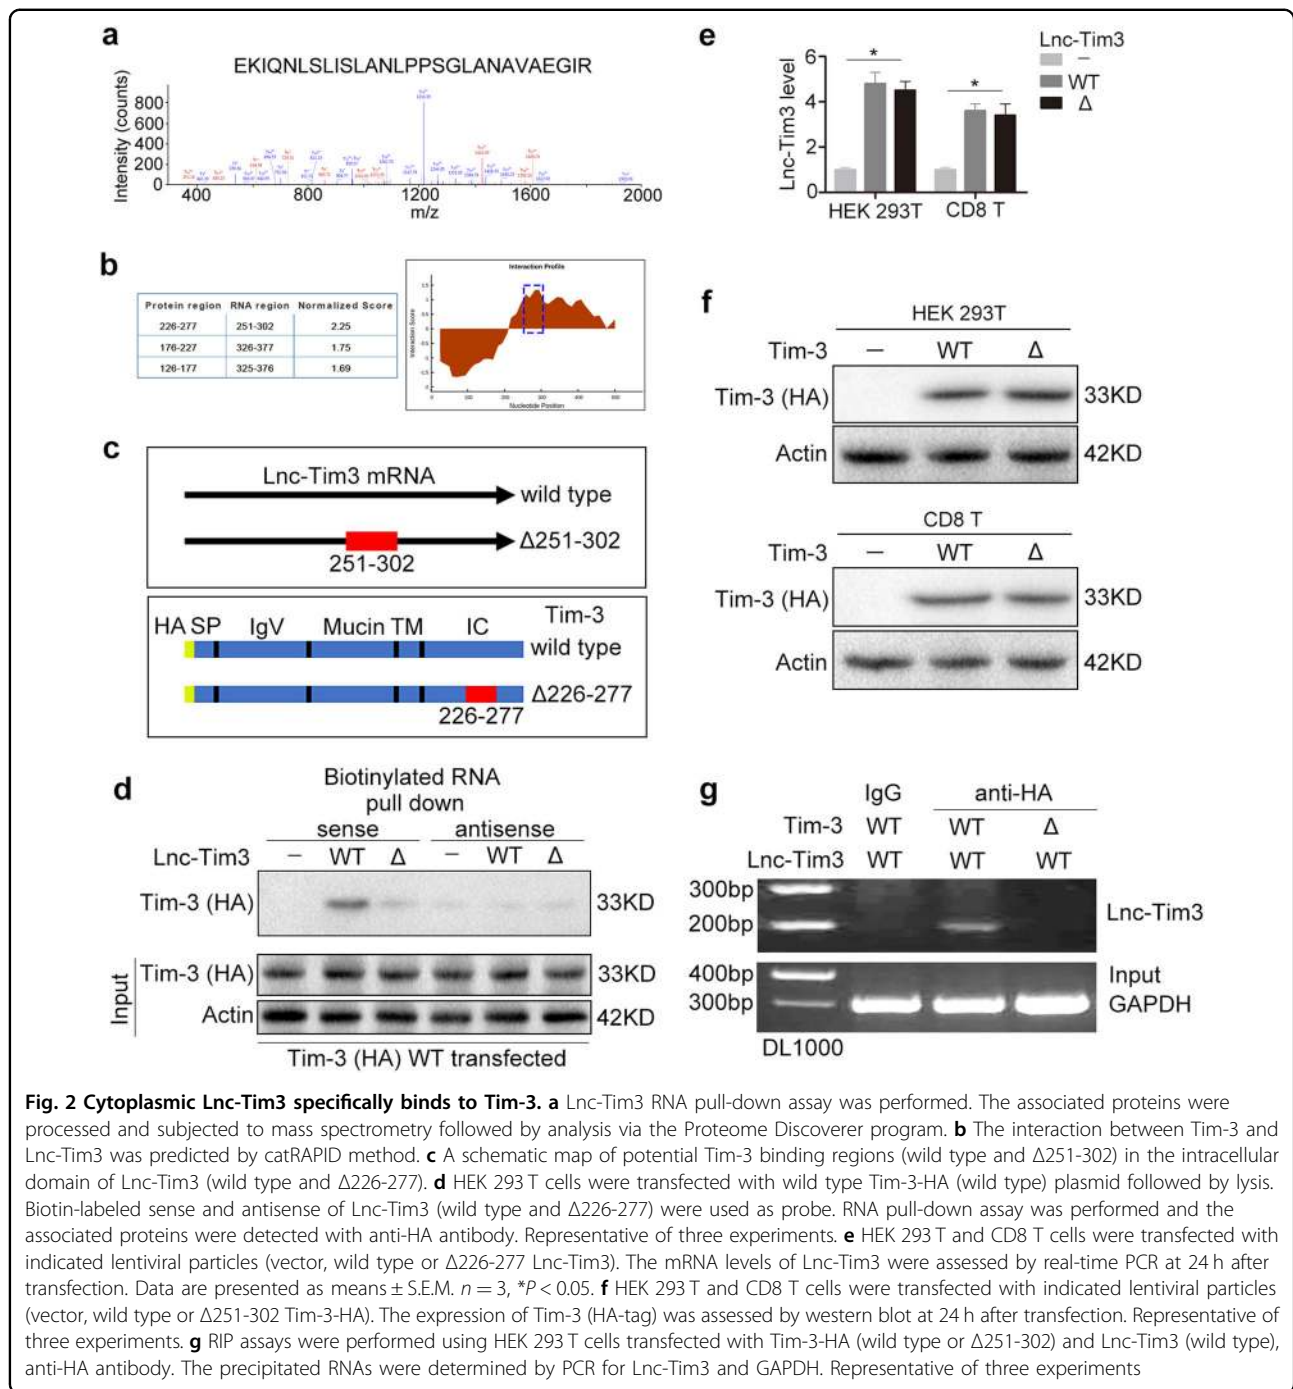 a
EKIQNLSLISLANLPPSGLANAVAEGIR
Intensity (counts)
800
600
400
200
0
400 800 1200 1600 2000
m/z
b
Protein region RNA region Normalized Score
226-277 251-302 2.25
176-227 326-377 1.75
126-177 325-376 1.69
Interaction Profile
Interaction Score
Nucleotide Position
c
Lnc-Tim3 mRNA
wild type
Δ251-302
251-302
HA SP IgV Mucin TM IC Tim-3
wild type
Δ226-277
226-277
d
Biotinylated RNA
pull down
sense antisense
Lnc-Tim3 – WT Δ – WT Δ
Tim-3 (HA) 33KD
Input
Tim-3 (HA) 33KD
Actin 42KD
Tim-3 (HA) WT transfected
e
Lnc-Tim3
–
WT
Δ
Lnc-Tim3 level
6
4
2
0
* *
HEK 293T CD8 T
f
HEK 293T
Tim-3 – WT Δ
Tim-3 (HA) 33KD
Actin 42KD
CD8 T
Tim-3 – WT Δ
Tim-3 (HA) 33KD
Actin 42KD
g
IgG anti-HA
Tim-3 WT WT Δ
Lnc-Tim3 WT WT WT
300bp
200bp
Lnc-Tim3
400bp
300bp
Input
GAPDH
DL1000
Fig. 2 Cytoplasmic Lnc-Tim3 specifically binds to Tim-3. a Lnc-Tim3 RNA pull-down assay was performed. The associated proteins were
processed and subjected to mass spectrometry followed by analysis via the Proteome Discoverer program. b The interaction between Tim-3 and
Lnc-Tim3 was predicted by catRAPID method. c A schematic map of potential Tim-3 binding regions (wild type and Δ251-302) in the intracellular
domain of Lnc-Tim3 (wild type and Δ226-277). d HEK 293 T cells were transfected with wild type Tim-3-HA (wild type) plasmid followed by lysis.
Biotin-labeled sense and antisense of Lnc-Tim3 (wild type and Δ226-277) were used as probe. RNA pull-down assay was performed and the
associated proteins were detected with anti-HA antibody. Representative of three experiments. e HEK 293 T and CD8 T cells were transfected with
indicated lentiviral particles (vector, wild type or Δ226-277 Lnc-Tim3). The mRNA levels of Lnc-Tim3 were assessed by real-time PCR at 24 h after
transfection. Data are presented as means ± S.E.M. n = 3, *P < 0.05. f HEK 293 T and CD8 T cells were transfected with indicated lentiviral particles
(vector, wild type or Δ251-302 Tim-3-HA). The expression of Tim-3 (HA-tag) was assessed by western blot at 24 h after transfection. Representative of
three experiments. g RIP assays were performed using HEK 293 T cells transfected with Tim-3-HA (wild type or Δ251-302) and Lnc-Tim3 (wild type),
anti-HA antibody. The precipitated RNAs were determined by PCR for Lnc-Tim3 and GAPDH. Representative of three experiments